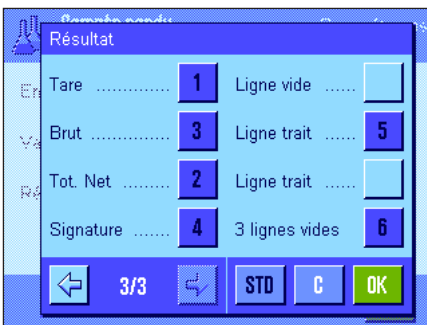 Résultat
Tare .............. 1 Ligne vide ......
Brut .............. 3 Ligne trait ...... 5
Tot. Net ......... 2 Ligne trait ......
Signature ....... 4 3 lignes vides 6
3/3 STD C OK